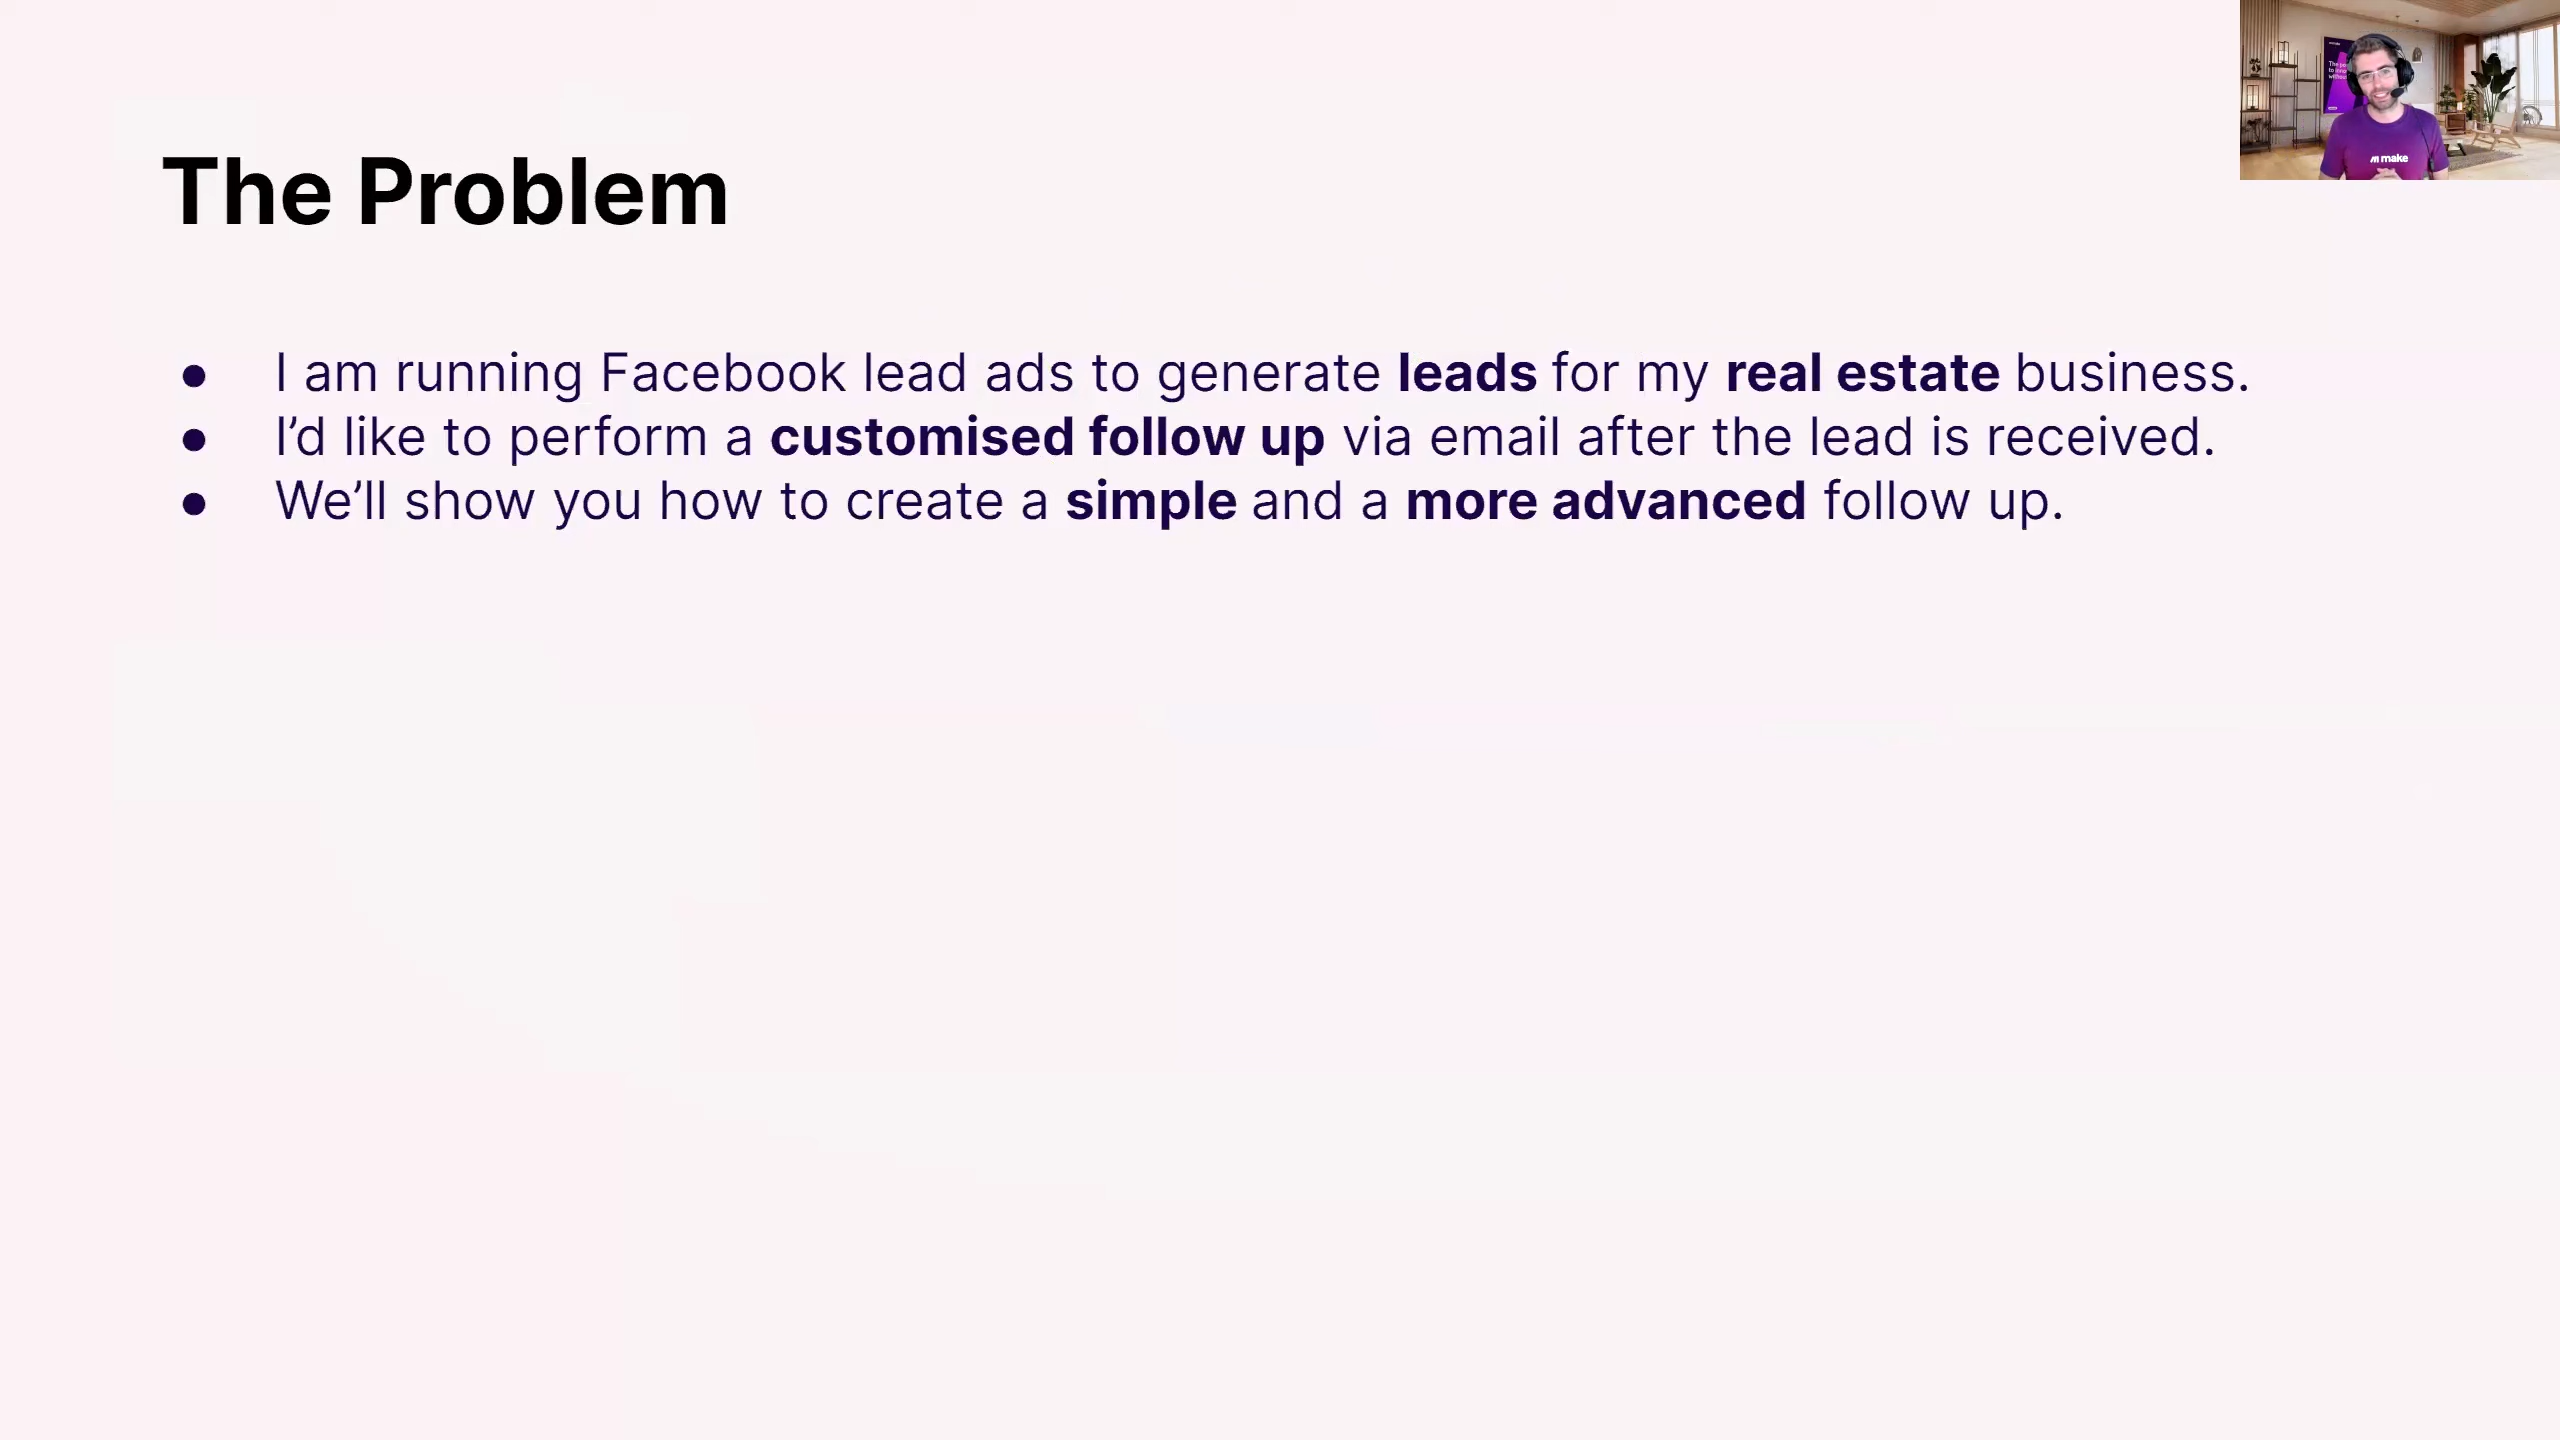 The Problem
● I am running Facebook lead ads to generate leads for my real estate business.
● I’d like to perform a customised follow up via email after the lead is received.
● We’ll show you how to create a simple and a more advanced follow up.
make